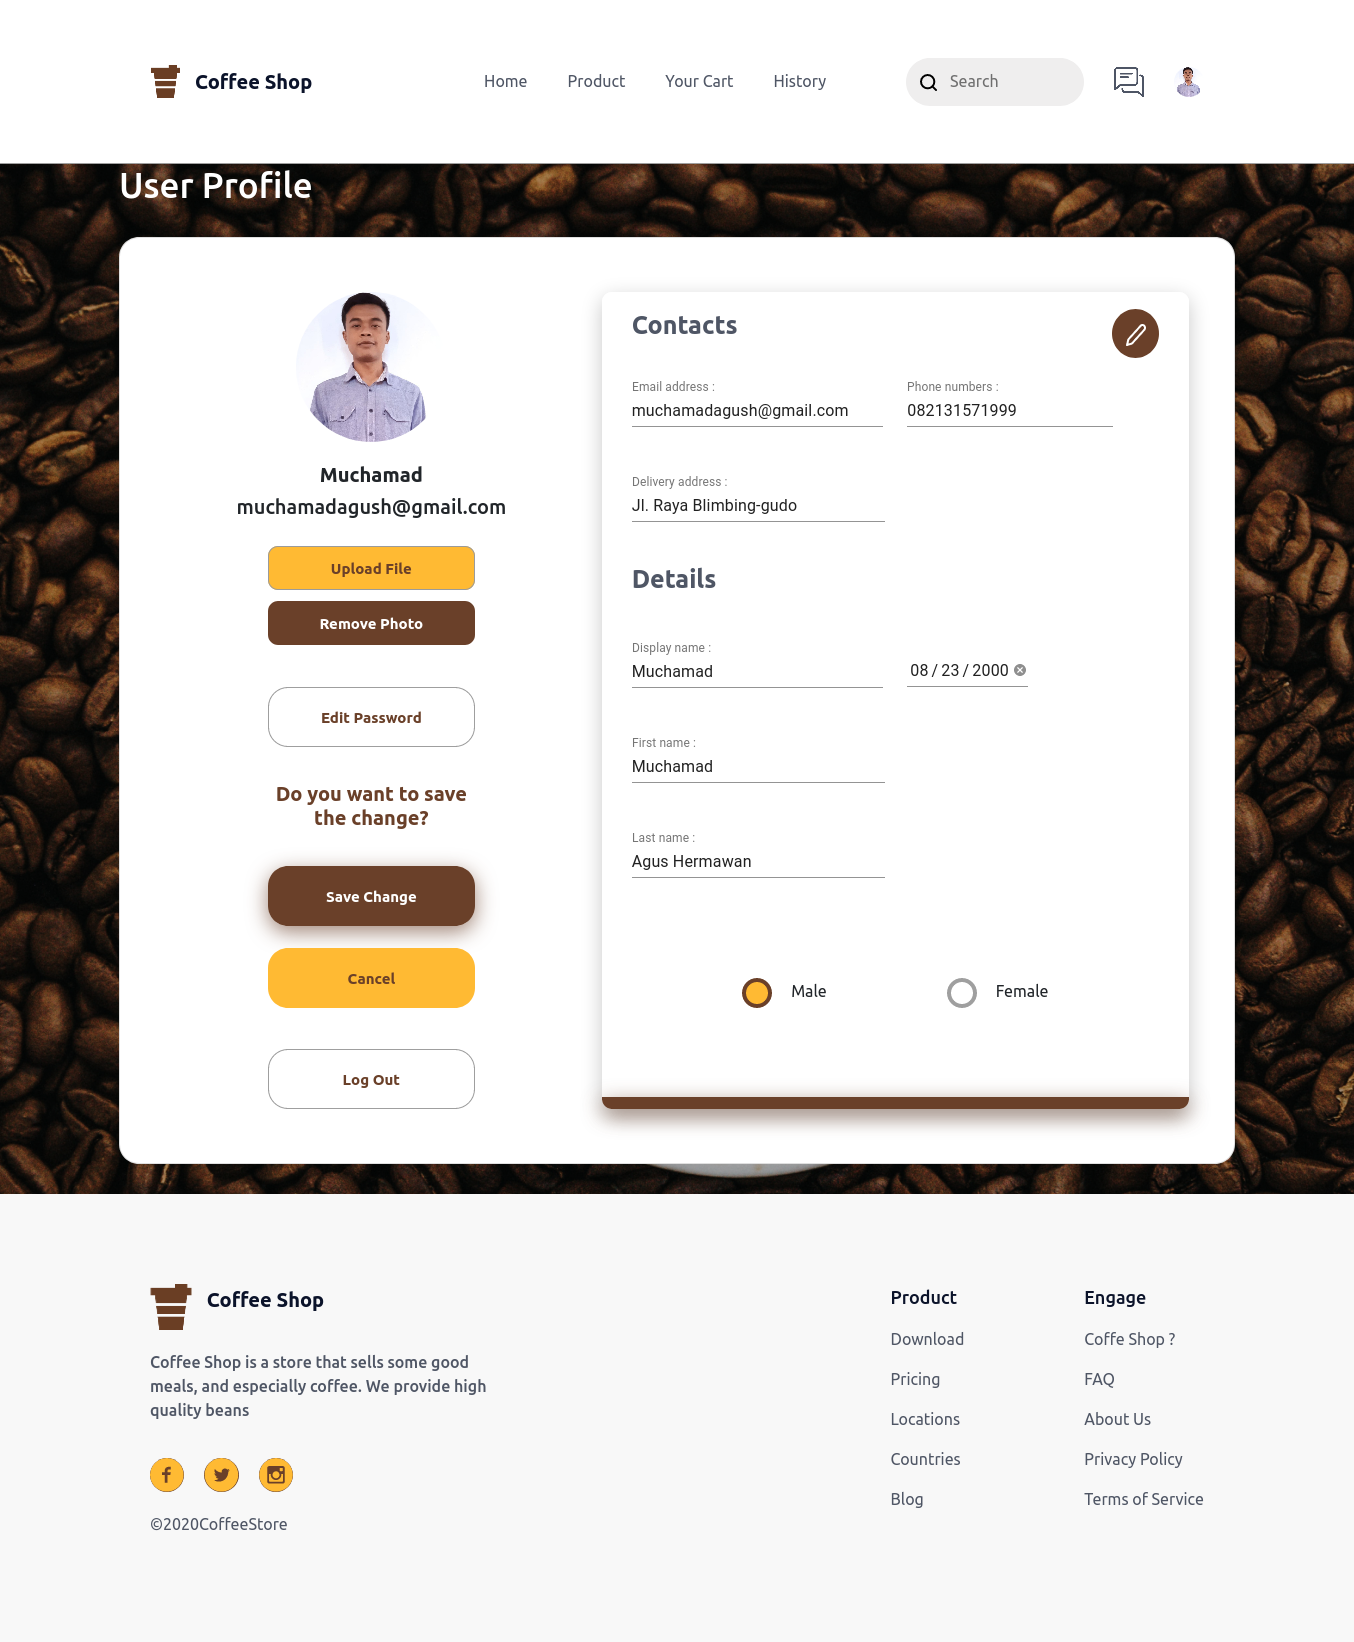 Coffee Shop
Home
Product
Your Cart
History
Search
User Profile
Muchamad
muchamadagush@gmail.com
Upload File
Remove Photo
Edit Password
Do you want to save
the change?
Save Change
Cancel
Log Out
Contacts
Email address :
muchamadagush@gmail.com
Phone numbers :
082131571999
Delivery address :
Jl. Raya Blimbing-gudo
Details
Display name :
Muchamad
08 / 23 / 2000
First name :
Muchamad
Last name :
Agus Hermawan
Male
Female
Coffee Shop
Coffee Shop is a store that sells some good
meals, and especially coffee. We provide high
quality beans
©2020CoffeeStore
Product
Download
Pricing
Locations
Countries
Blog
Engage
Coffe Shop ?
FAQ
About Us
Privacy Policy
Terms of Service